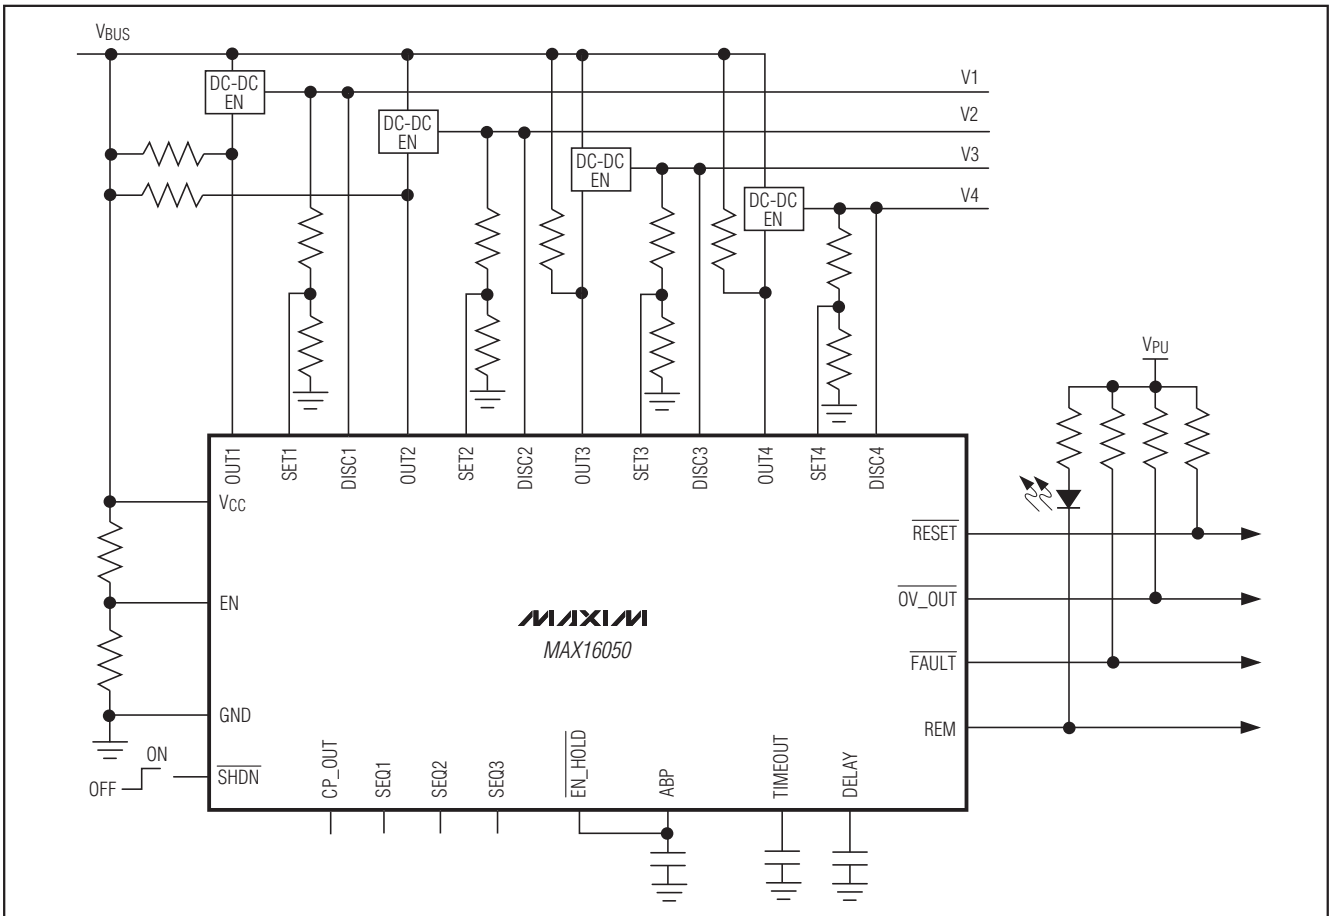 VBUS
DC-DC
EN
V1
DC-DC
EN
V2
DC-DC
EN
V3
DC-DC
EN
V4
VPU
OUT1
SET1
DISC1
OUT2
SET2
DISC2
OUT3
SET3
DISC3
OUT4
SET4
DISC4
VCC
RESET
EN
OV_OUT
MAXIM
MAX16050
FAULT
GND
REM
ON
OFF
SHDN
CP_OUT
SEQ1
SEQ2
SEQ3
EN_HOLD
ABP
TIMEOUT
DELAY